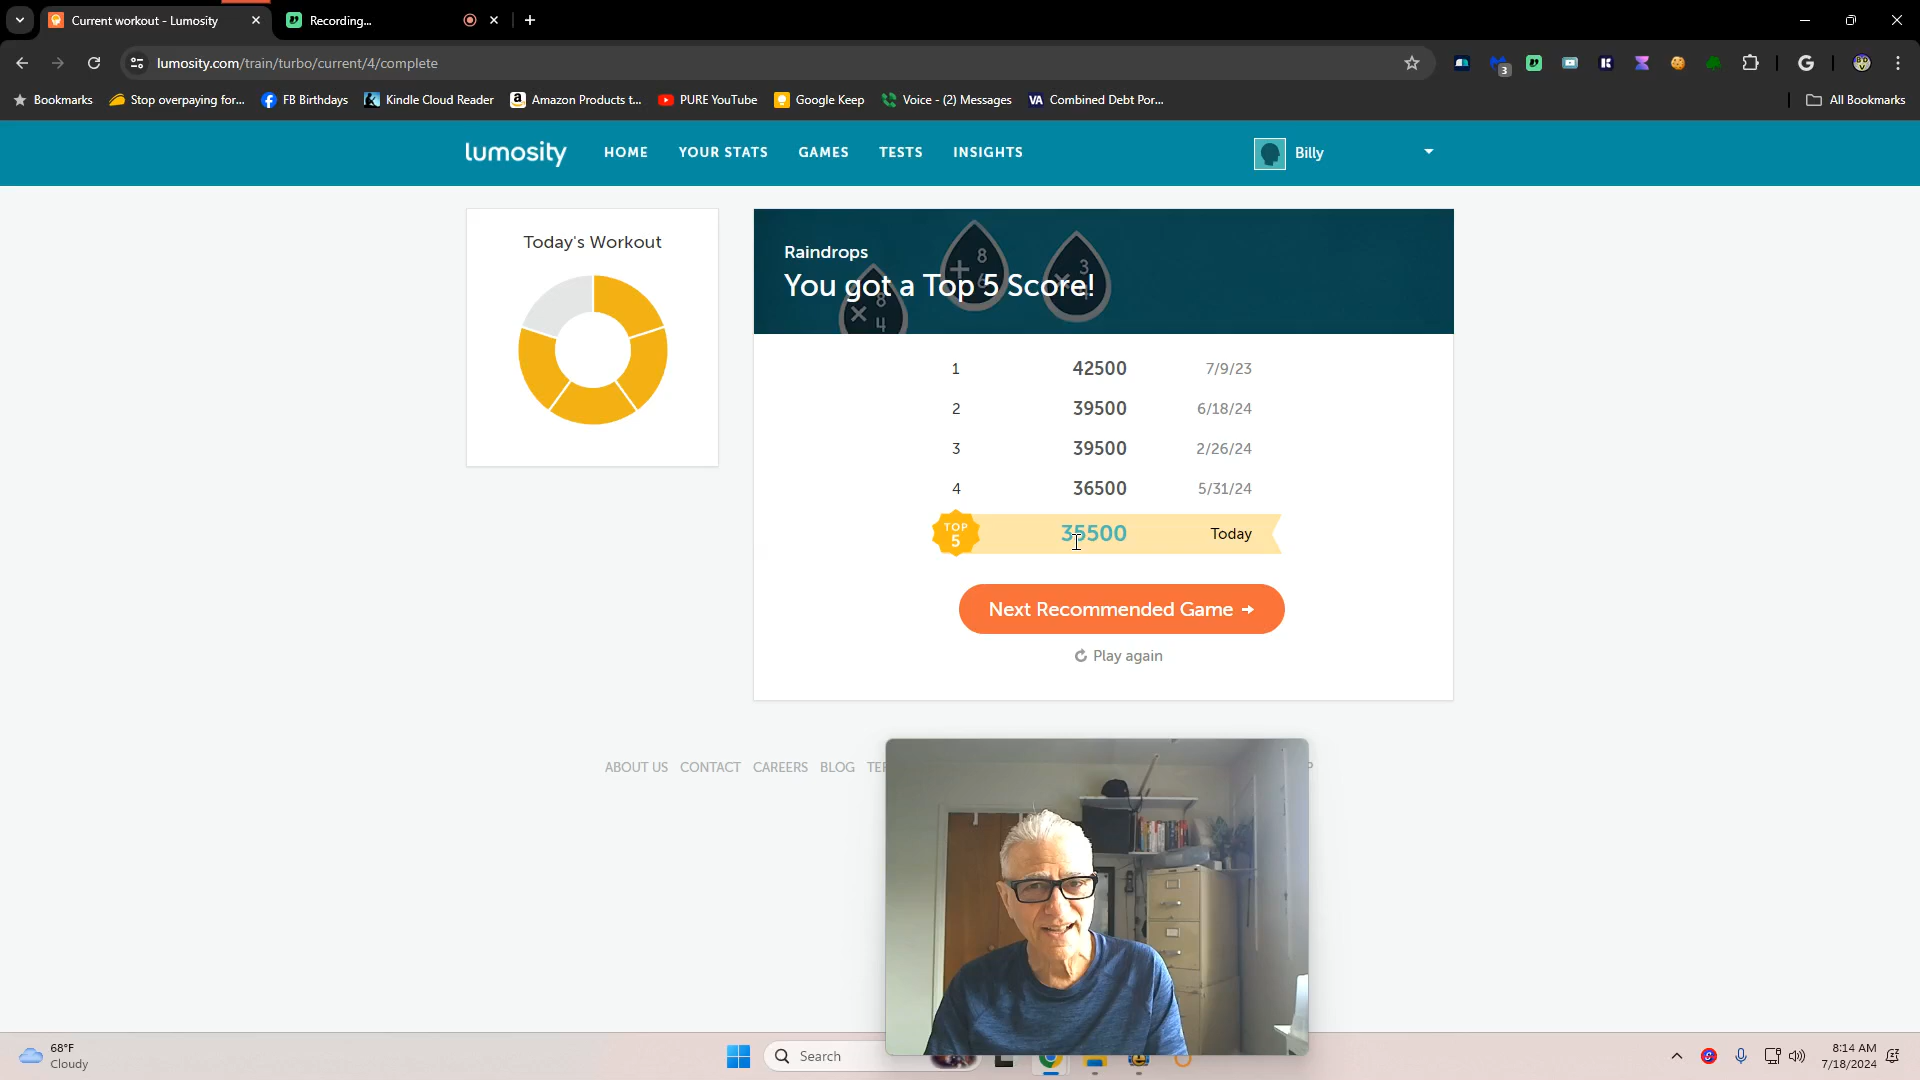 Current workout - Lumosity
Recording...
lumosity.com/train/turbo/current/4/complete
3
Bookmarks
Stop overpaying for...
FB Birthdays
Kindle Cloud Reader
Amazon Products t...
PURE YouTube
Google Keep
Voice - (2) Messages
VA Combined Debt Por...
All Bookmarks
lumosity
HOME
YOUR STATS
GAMES
TESTS
INSIGHTS
Billy
Today's Workout
Raindrops
You got a Top 5 Score!
1 42500 7/9/23
2 39500 6/18/24
3 39500 2/26/24
4 36500 5/31/24
TOP
5
35500 Today
Next Recommended Game
Play again
ABOUT US
CONTACT
CAREERS
BLOG
68°F
Cloudy
Search
8:14 AM
7/18/2024